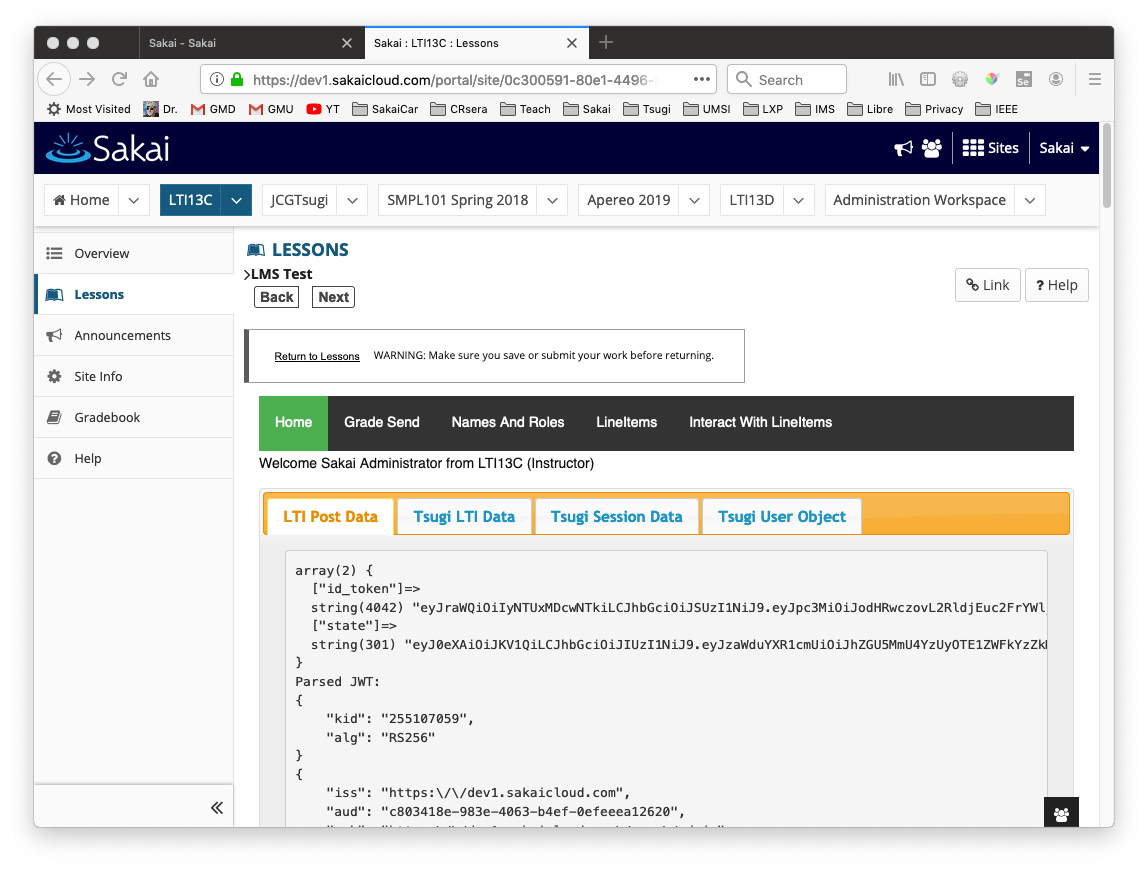 Sakai - Sakai
Sakai : LTI13C : Lessons
https://dev1.sakaicloud.com/portal/site/0c300591-80e1-4496-
Search
Most Visited Dr. GMD GMU YT SakaiCar CRsera Teach Sakai Tsugi UMSI LXP IMS Libre Privacy IEEE
Sakai
Sites
Sakai
Home LTI13C JCGTsugi SMPL101 Spring 2018 Apereo 2019 LTI13D Administration Workspace
Overview
Lessons
Announcements
Site Info
Gradebook
Help
LESSONS
>LMS Test
Back Next
Link ? Help
Return to Lessons WARNING: Make sure you save or submit your work before returning.
Home Grade Send Names And Roles LineItems Interact With LineItems
Welcome Sakai Administrator from LTI13C (Instructor)
LTI Post Data Tsugi LTI Data Tsugi Session Data Tsugi User Object
array(2) {
["id_token"]=>
string(4042) "eyJraWQiOiIyNTUxMDcwNTkiLCJhbGciOiJSUzI1NiJ9.eyJpc3MiOiJodHRwczovL2RldjEuc2FrYWl
["state"]=>
string(301) "eyJ0eXAiOiJKV1QiLCJhbGciOiJIUzI1NiJ9.eyJzaWduYXR1cmUiOiJhZGU5MmU4YzUyOTE1ZWFkYzZk
}
Parsed JWT:
{
"kid": "255107059",
"alg": "RS256"
}
{
"iss": "https:\/\/dev1.sakaicloud.com",
"aud": "c803418e-983e-4063-b4ef-0efeeea12620",